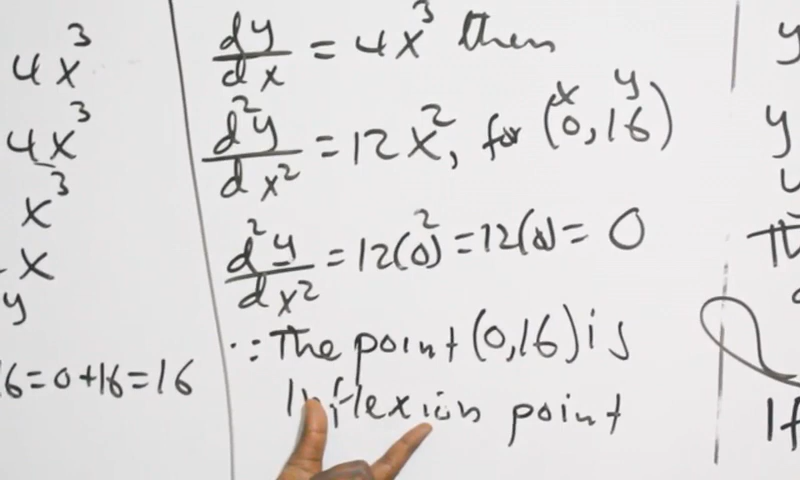 4x³
4x³
x³
x
y
6=0+16=16
dy/dx = 4x³ then
x y
d²y/dx² = 12x², for (0,16)
d²y/dx² = 12(0)² = 12(0) = 0
∵ The point (0,16) is
Inflexion point
y
y
If